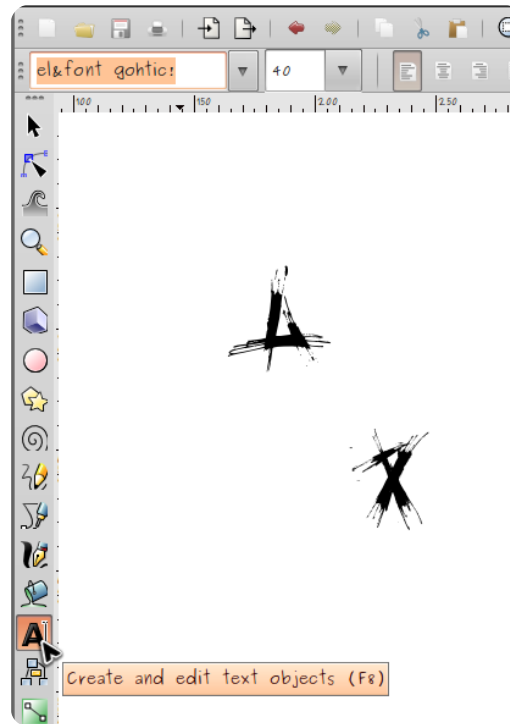 el&font gohtic!
40
100 150 200 250
A
X
Create and edit text objects (F8)